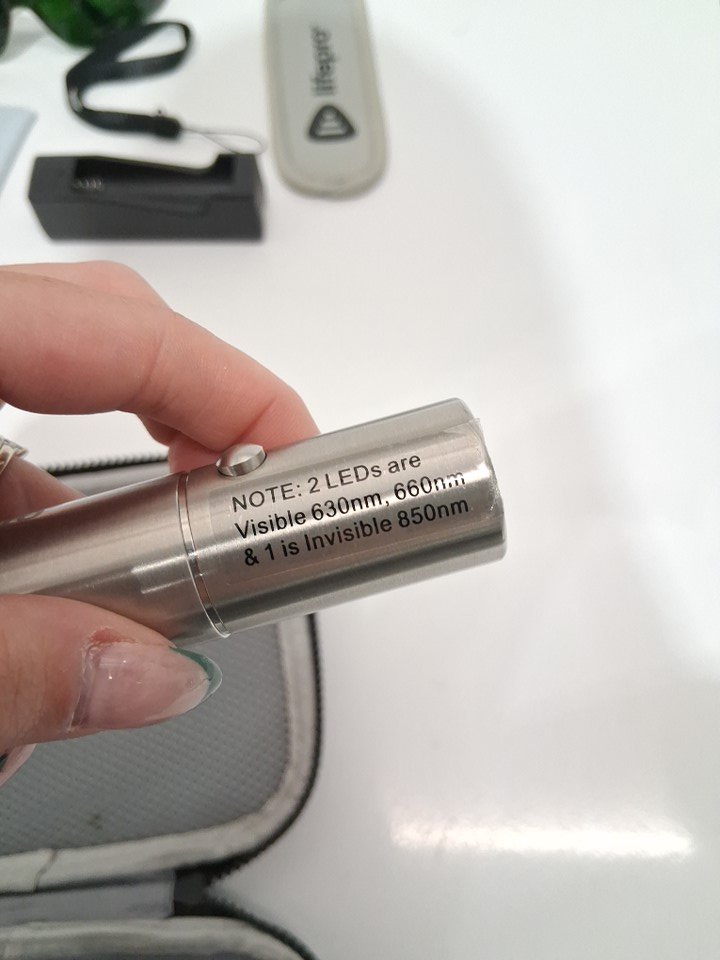 lifepro
NOTE: 2 LEDs are
Visible 630nm, 660nm
& 1 is Invisible 850nm